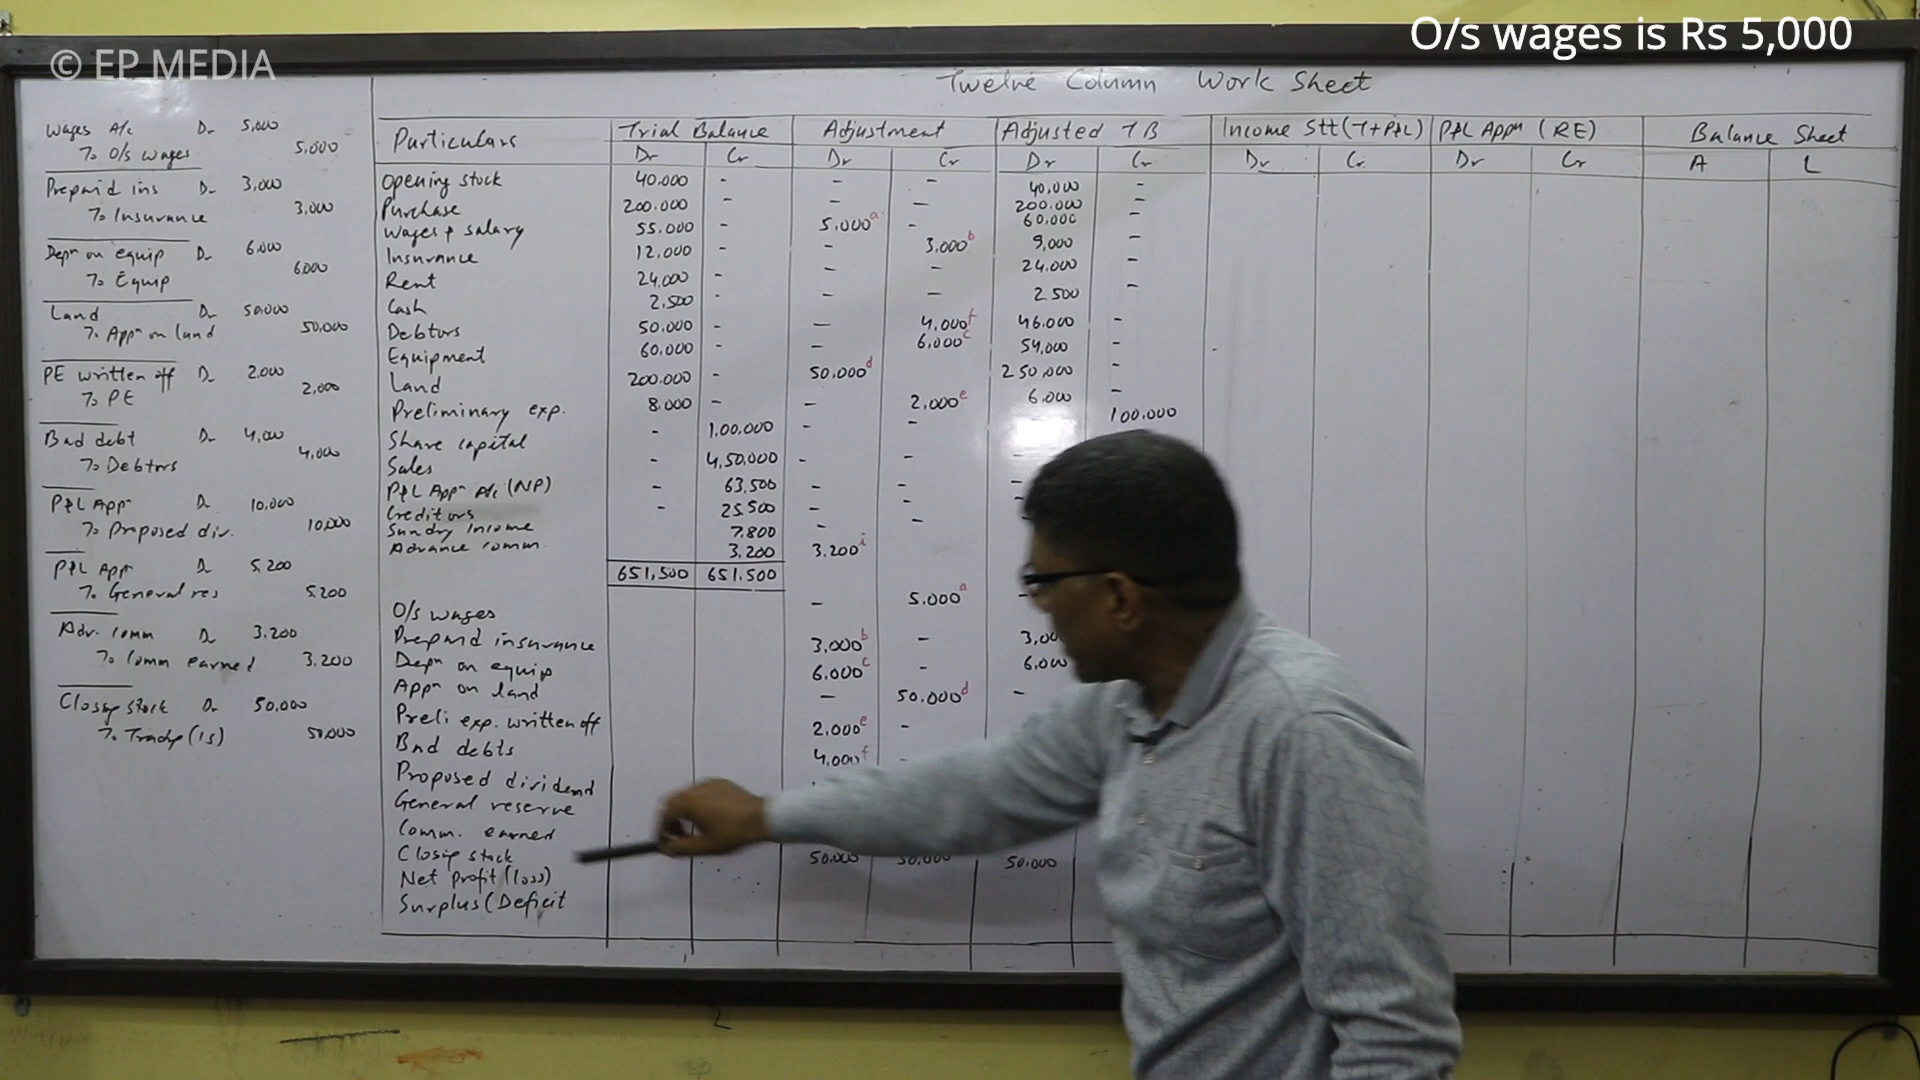 O/s wages is Rs 5,000
© EP MEDIA
Twelve Column Work Sheet
Wages A/c Dr 5,000
To O/s wages 5,000
Prepaid ins Dr 3,000
To Insurance 3,000
Depn on equip Dr 6,000
To Equip 6,000
Land Dr 50,000
To Appn on land 50,000
PE written off Dr 2,000
To PE 2,000
Bad debt Dr 4,000
To Debtors 4,000
P&L App Dr 10,000
To Proposed div. 10,000
P&L App Dr 5,200
To General res 5,200
Adv. comm Dr 3,200
To Comm earned 3,200
Closing stock Dr 50,000
To Trading (IS) 50,000
Particulars Trial Balance Adjustment Adjusted TB Income Stt (T+P&L) P&L Appn (RE) Balance Sheet
Dr Cr Dr Cr Dr Cr Dr Cr Dr Cr A L
Opening stock 40.000 - - - 40,000 -
Purchase 200.000 - - - 200.000 -
Wages & salary 55.000 - 5.000a - 60.000 -
Insurance 12,000 - - 3.000b 9,000 -
Rent 24,000 - - - 24,000 -
Cash 2.500 - - - 2.500 -
Debtors 50.000 - - 4,000f 46.000 -
Equipment 60.000 - - 6,000c 54,000 -
Land 200.000 - 50.000d 250,000 -
Preliminary exp. 8.000 - - 2,000e 6.000 -
Share capital - 1,00.000 - - 100,000
Sales - 4,50,000 - - -
P&L Appn A/c (NP) - 63,500 - - -
Creditors - 25,500 - - -
Sundry income 7.800 - -
Advance comm 3,200 3.200i
651,500 651.500
O/s wages - 5.000a -
Prepaid insurance 3,000b - 3,00
Depn on equip 6.000c - 6,000
Appn on land - 50.000d -
Preli exp. written off 2.000e -
Bad debts 4,000f -
Proposed dividend
General reserve
Comm. earned
Closing stock 50.000 50,000 50.000
Net Profit (loss)
Surplus (Deficit